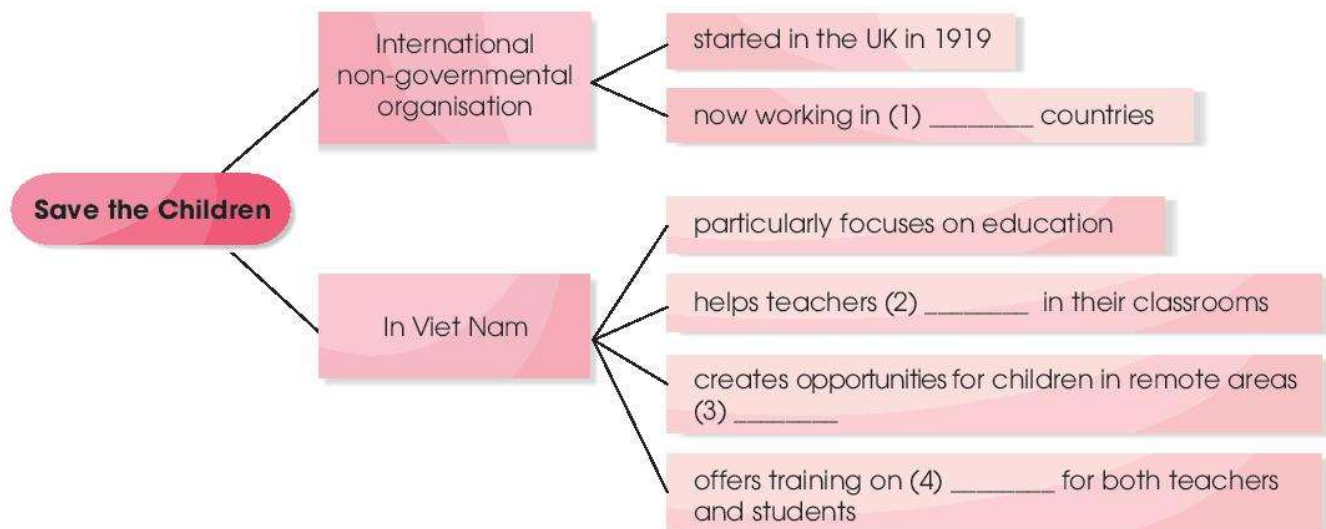 Save the Children
International
non-governmental
organisation
started in the UK in 1919
now working in (1) ________ countries
In Viet Nam
particularly focuses on education
helps teachers (2) ________ in their classrooms
creates opportunities for children in remote areas
(3) ________
offers training on (4) ________ for both teachers
and students